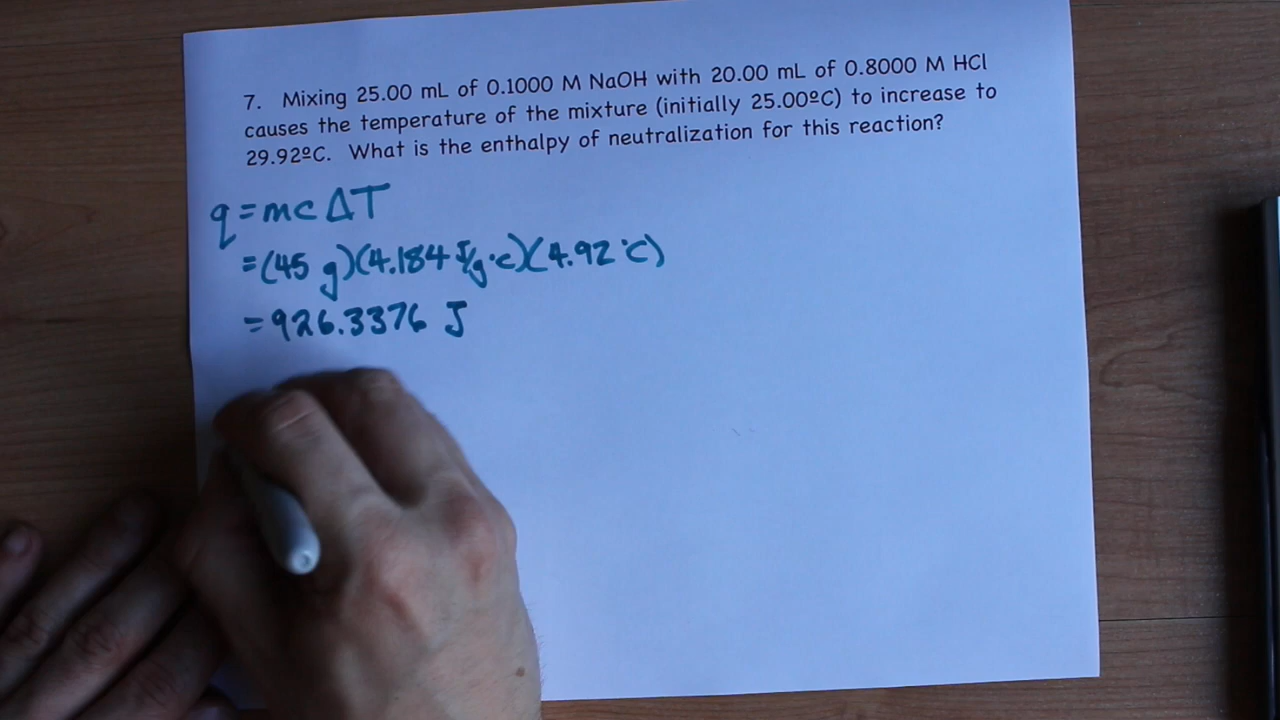 7. Mixing 25.00 mL of 0.1000 M NaOH with 20.00 mL of 0.8000 M HCl
causes the temperature of the mixture (initially 25.00ºC) to increase to
29.92ºC. What is the enthalpy of neutralization for this reaction?
q = mcΔT
= (45 g)(4.184 J/g·°C)(4.92 °C)
= 926.3376 J